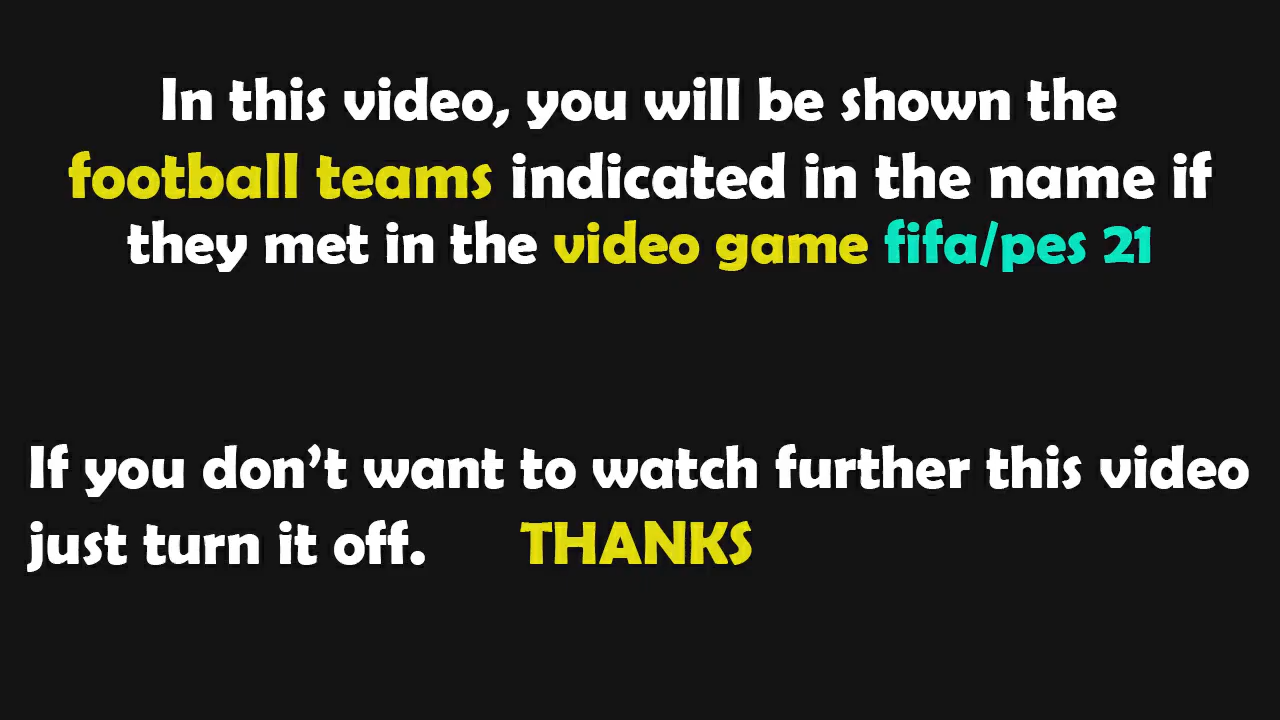 In this video, you will be shown the
football teams indicated in the name if
they met in the video game fifa/pes 21
If you don’t want to watch further this video
just turn it off. THANKS